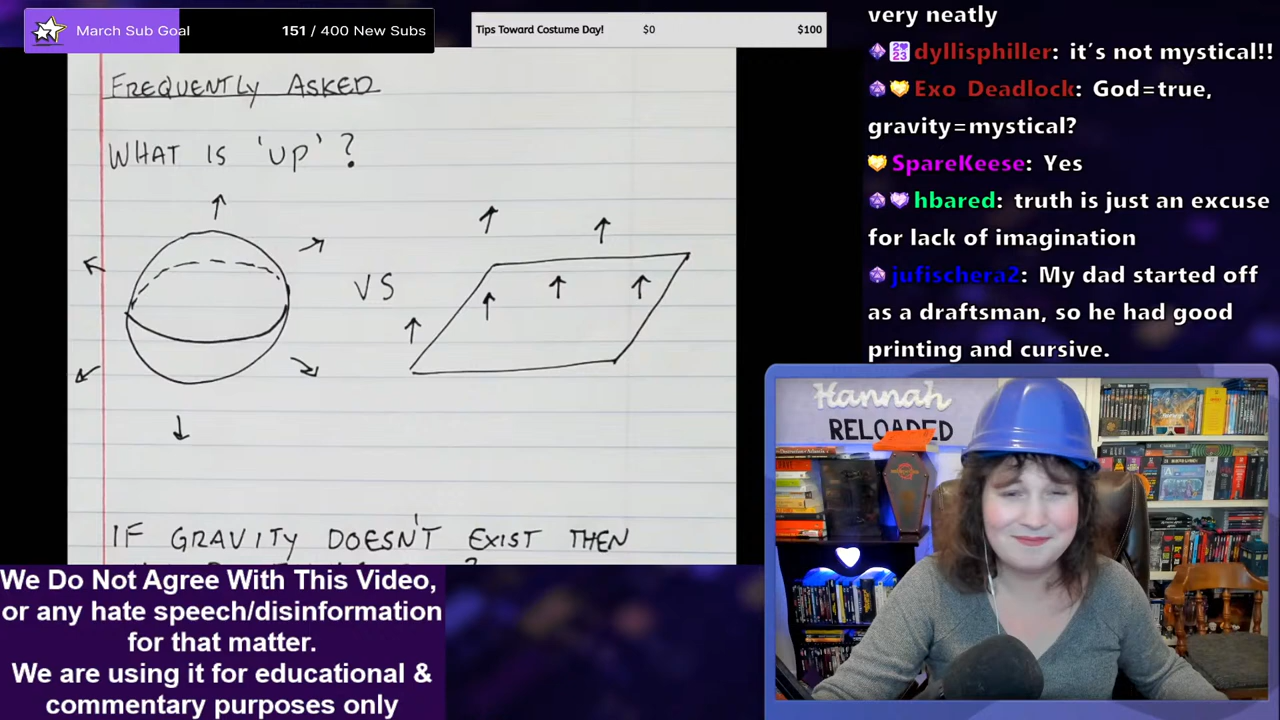 March Sub Goal
151 / 400 New Subs
Tips Toward Costume Day!
$0
$100
FREQUENTLY ASKED
WHAT IS 'UP'?
VS
IF GRAVITY DOESN'T EXIST THEN
very neatly
dyllisphiller: it's not mystical!!
Exo Deadlock: God=true,
gravity=mystical?
SpareKeese: Yes
hbared: truth is just an excuse
for lack of imagination
jufischera2: My dad started off
as a draftsman, so he had good
printing and cursive.
Hannah
RELOADED
We Do Not Agree With This Video,
or any hate speech/disinformation
for that matter.
We are using it for educational &
commentary purposes only